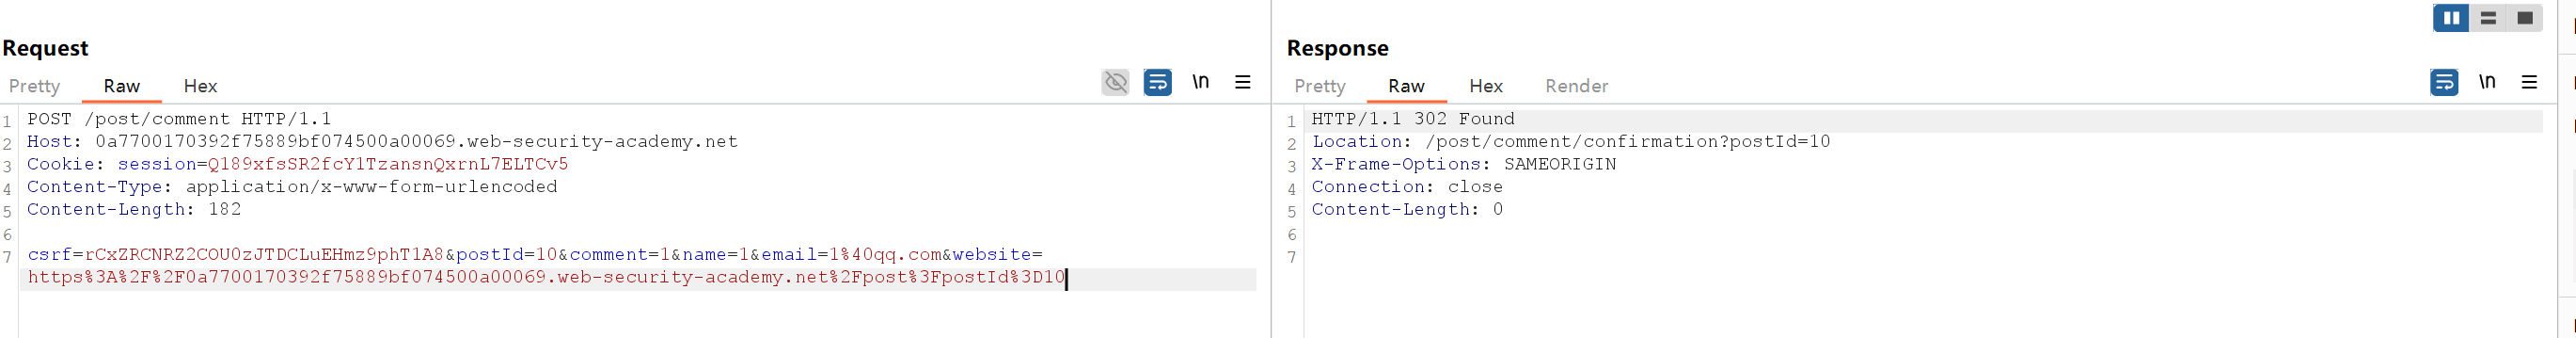 Request
Pretty Raw Hex \n
1 POST /post/comment HTTP/1.1
2 Host: 0a7700170392f75889bf074500a00069.web-security-academy.net
3 Cookie: session=Q189xfsSR2fcY1TzansnQxrnL7ELTCv5
4 Content-Type: application/x-www-form-urlencoded
5 Content-Length: 182
6
7 csrf=rCxZRCNRZ2COU0zJTDCLuEHmz9phT1A8&postId=10&comment=1&name=1&email=1%40qq.com&website=
https%3A%2F%2F0a7700170392f75889bf074500a00069.web-security-academy.net%2Fpost%3FpostId%3D10
Response
Pretty Raw Hex Render \n
1 HTTP/1.1 302 Found
2 Location: /post/comment/confirmation?postId=10
3 X-Frame-Options: SAMEORIGIN
4 Connection: close
5 Content-Length: 0
6
7